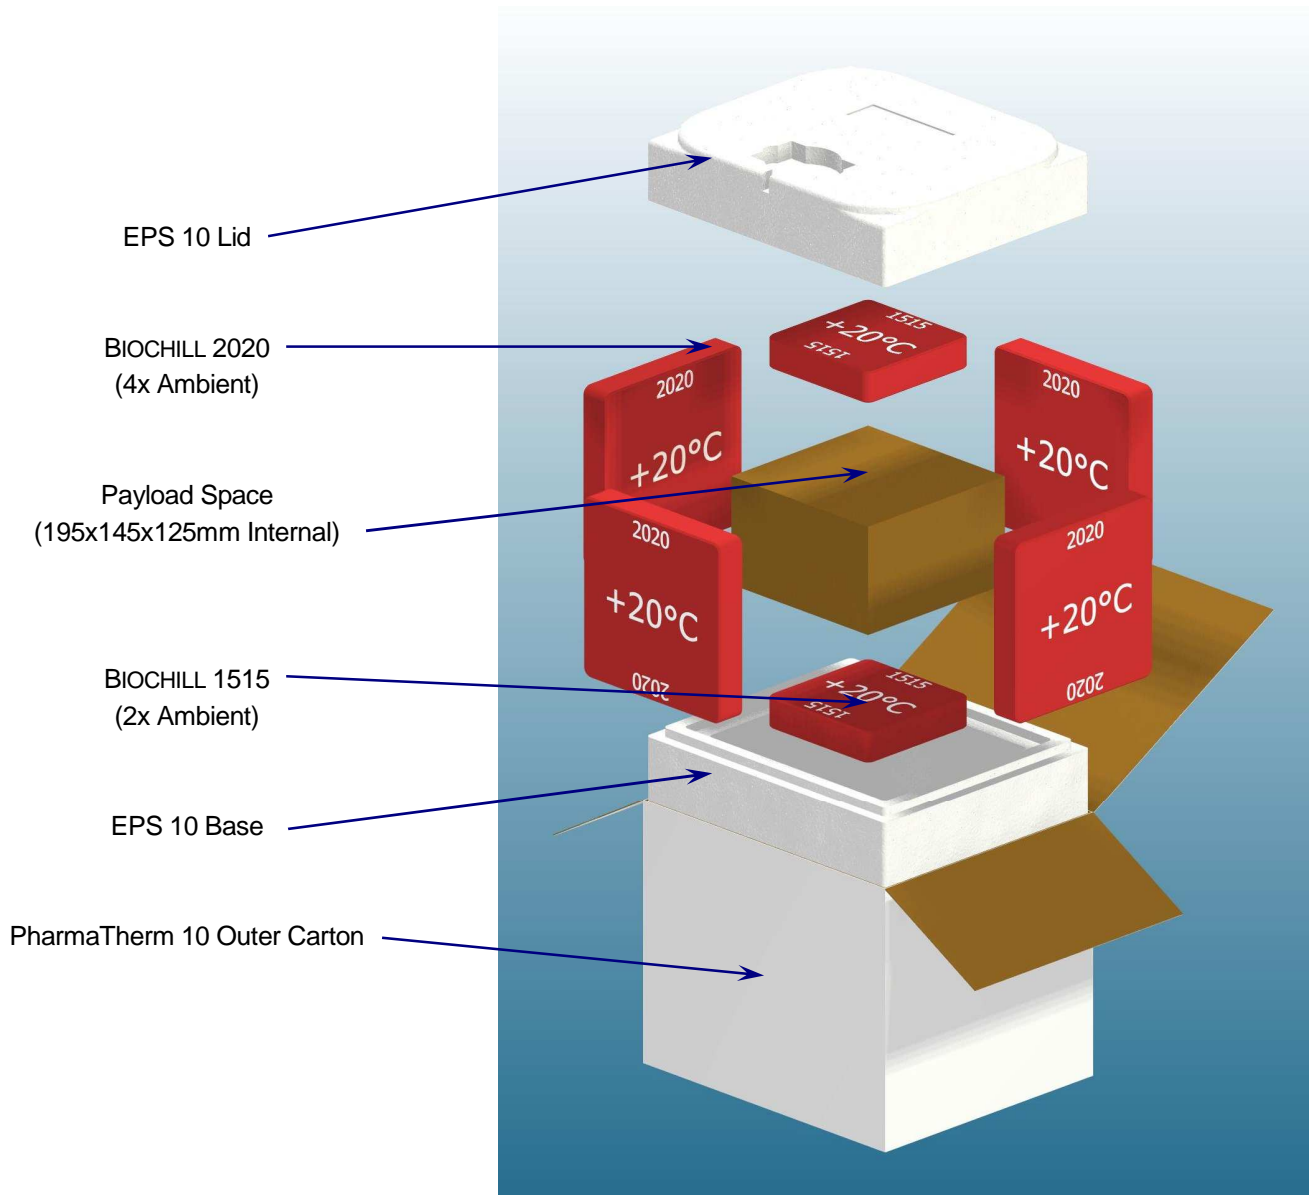 EPS 10 Lid
BIOCHILL 2020
(4x Ambient)
Payload Space
(195x145x125mm Internal)
BIOCHILL 1515
(2x Ambient)
EPS 10 Base
PharmaTherm 10 Outer Carton
1515
+20°C
1515
2020
+20°C
2020
+20°C
2020
+20°C
2020
2020
+20°C
2020
1515
+20°C
1515